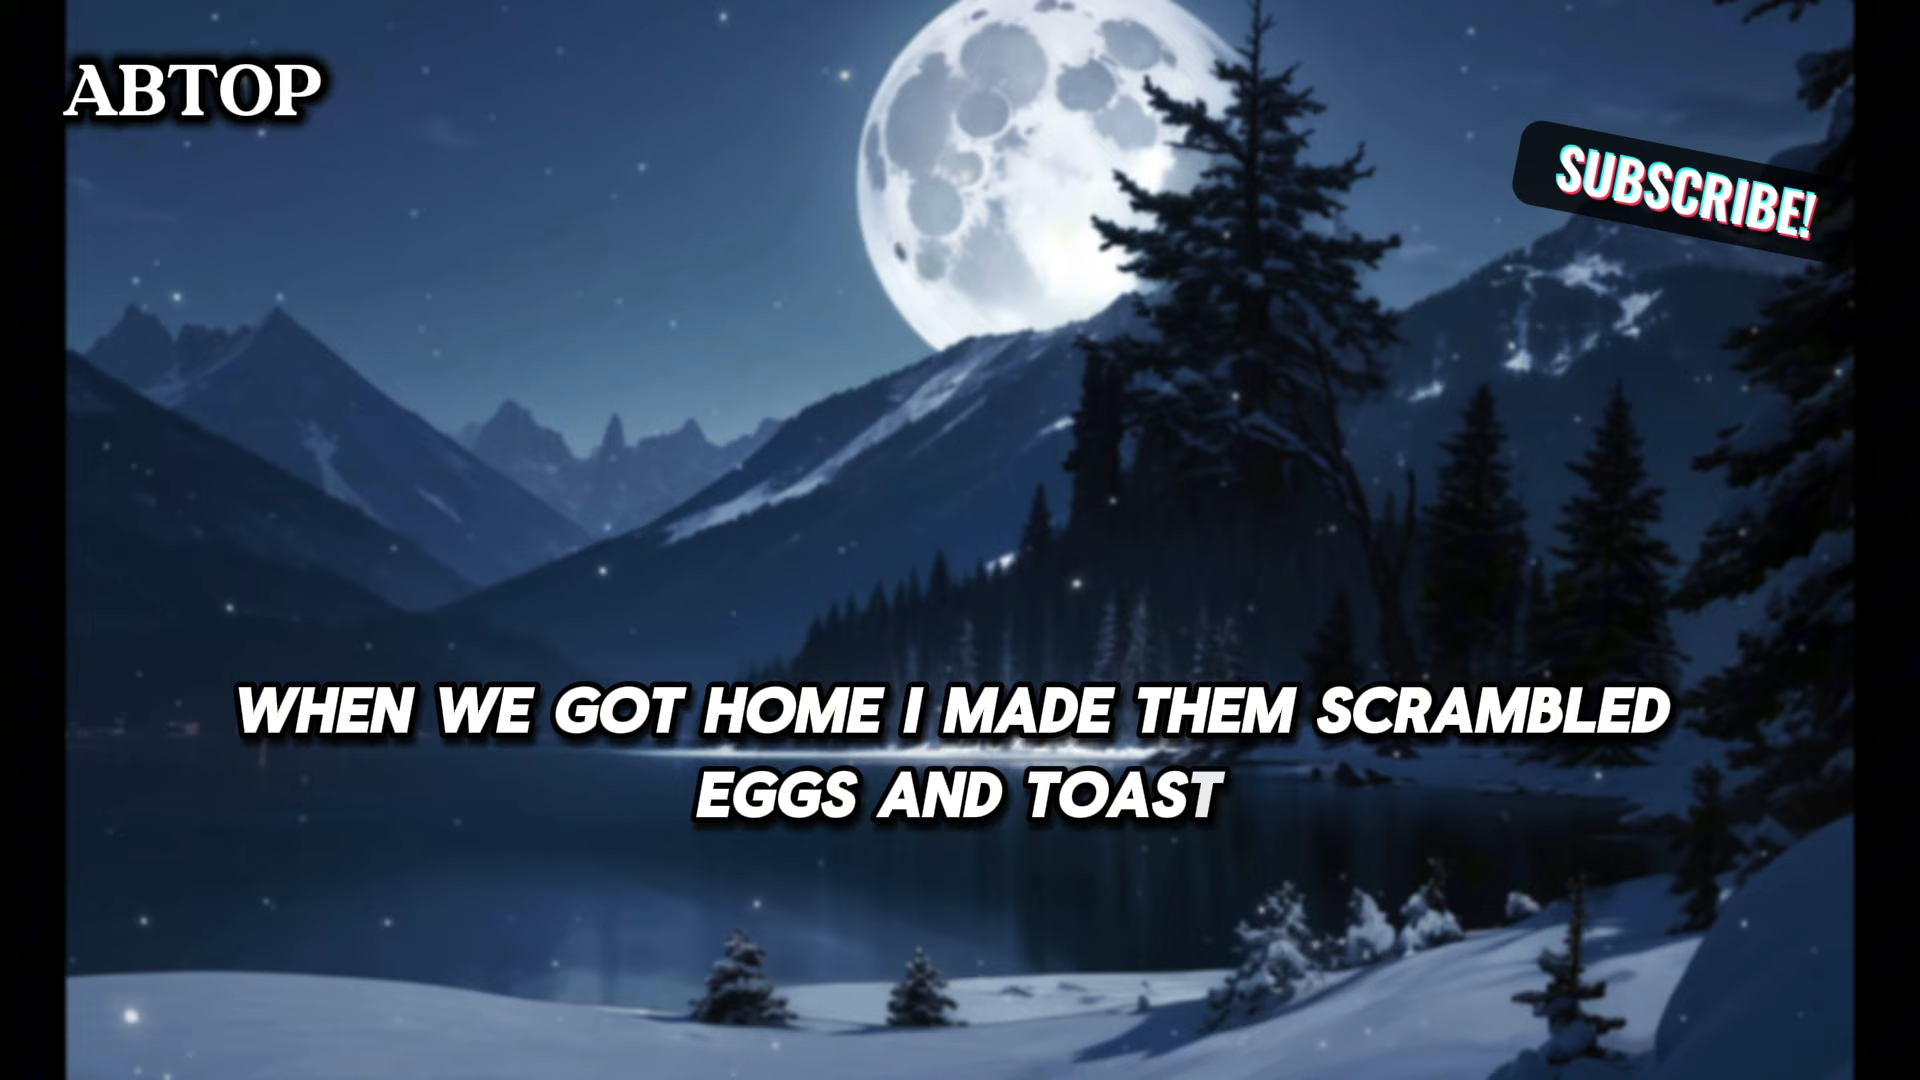 ABTOP
SUBSCRIBE!
WHEN WE GOT HOME I MADE THEM SCRAMBLED
EGGS AND TOAST